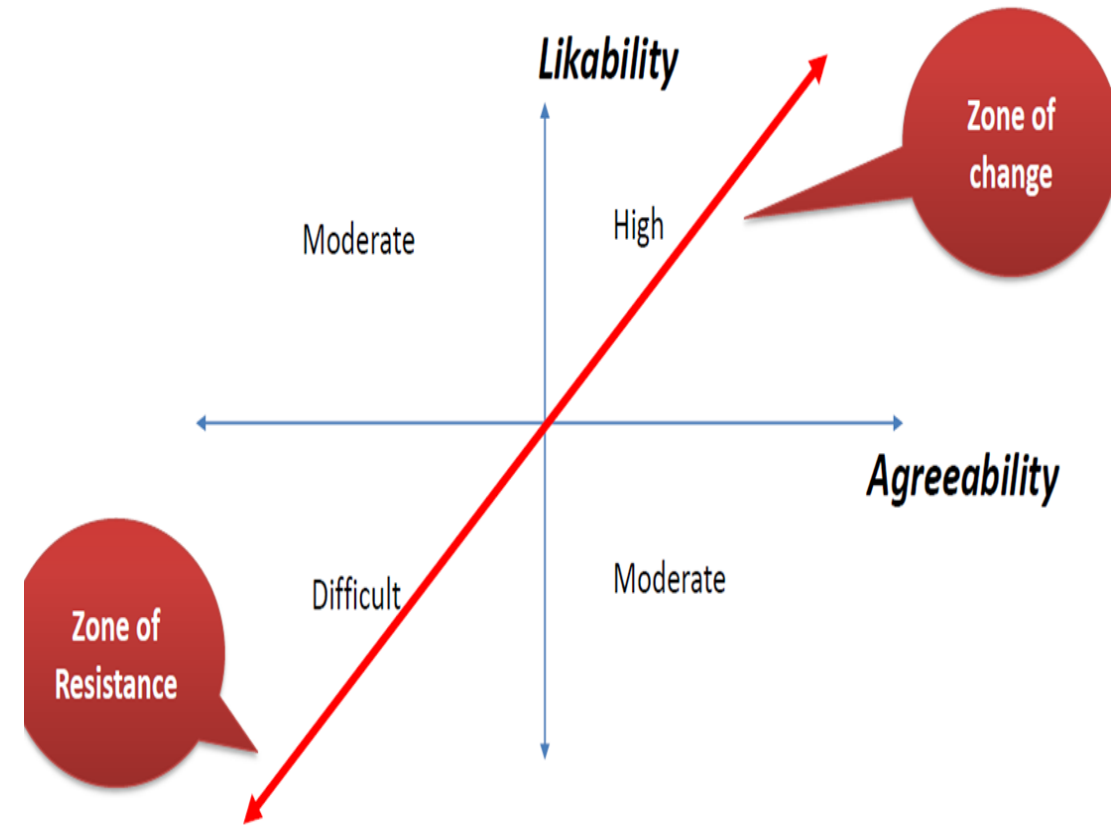 Likability
Zone of
change
Moderate
High
Agreeability
Difficult
Moderate
Zone of
Resistance